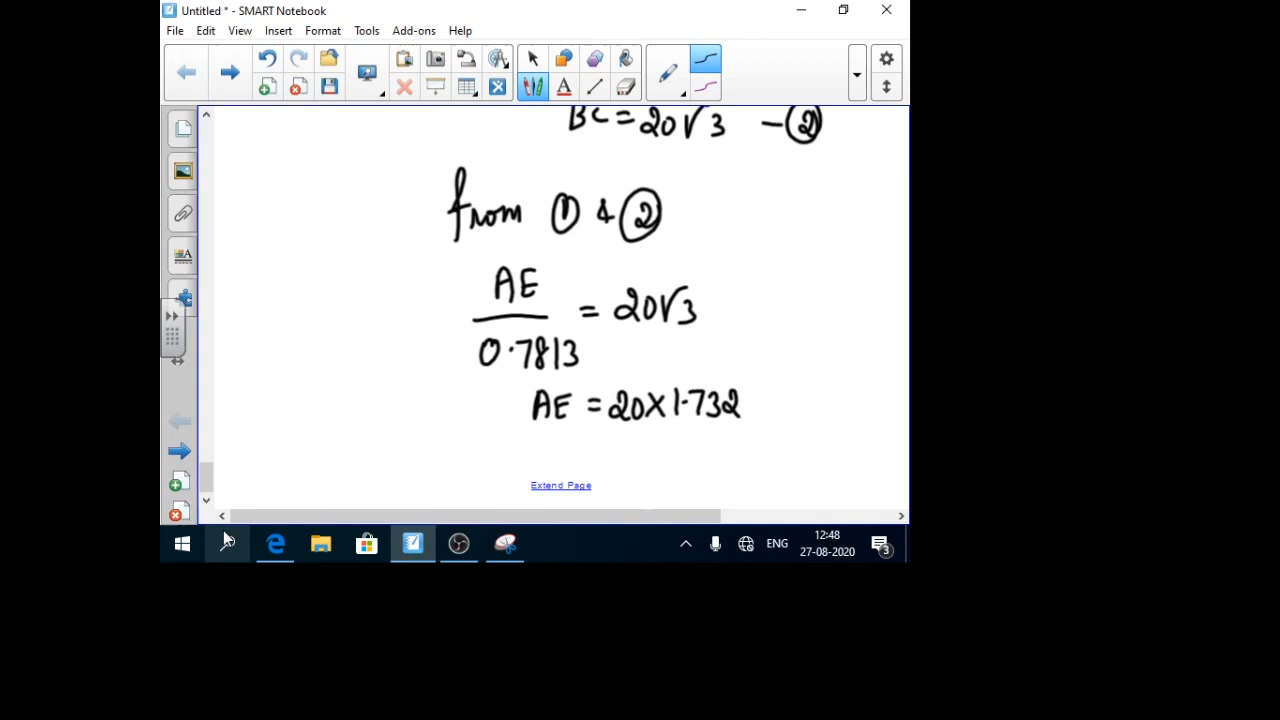 Untitled * - SMART Notebook
File Edit View Insert Format Tools Add-ons Help
BC = 20√3 - ②
from ① & ②
AE
/0.7813 = 20√3
AE = 20×1.732
Extend Page
ENG
12:48
27-08-2020
3